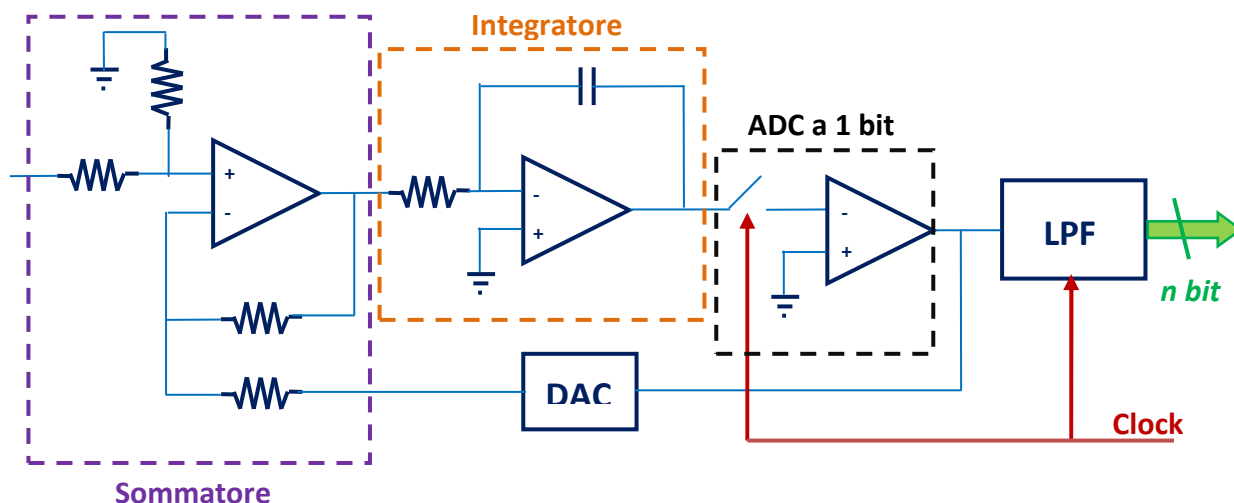 Integratore
ADC a 1 bit
+
-
-
+
-
+
LPF
n bit
DAC
Clock
Sommatore